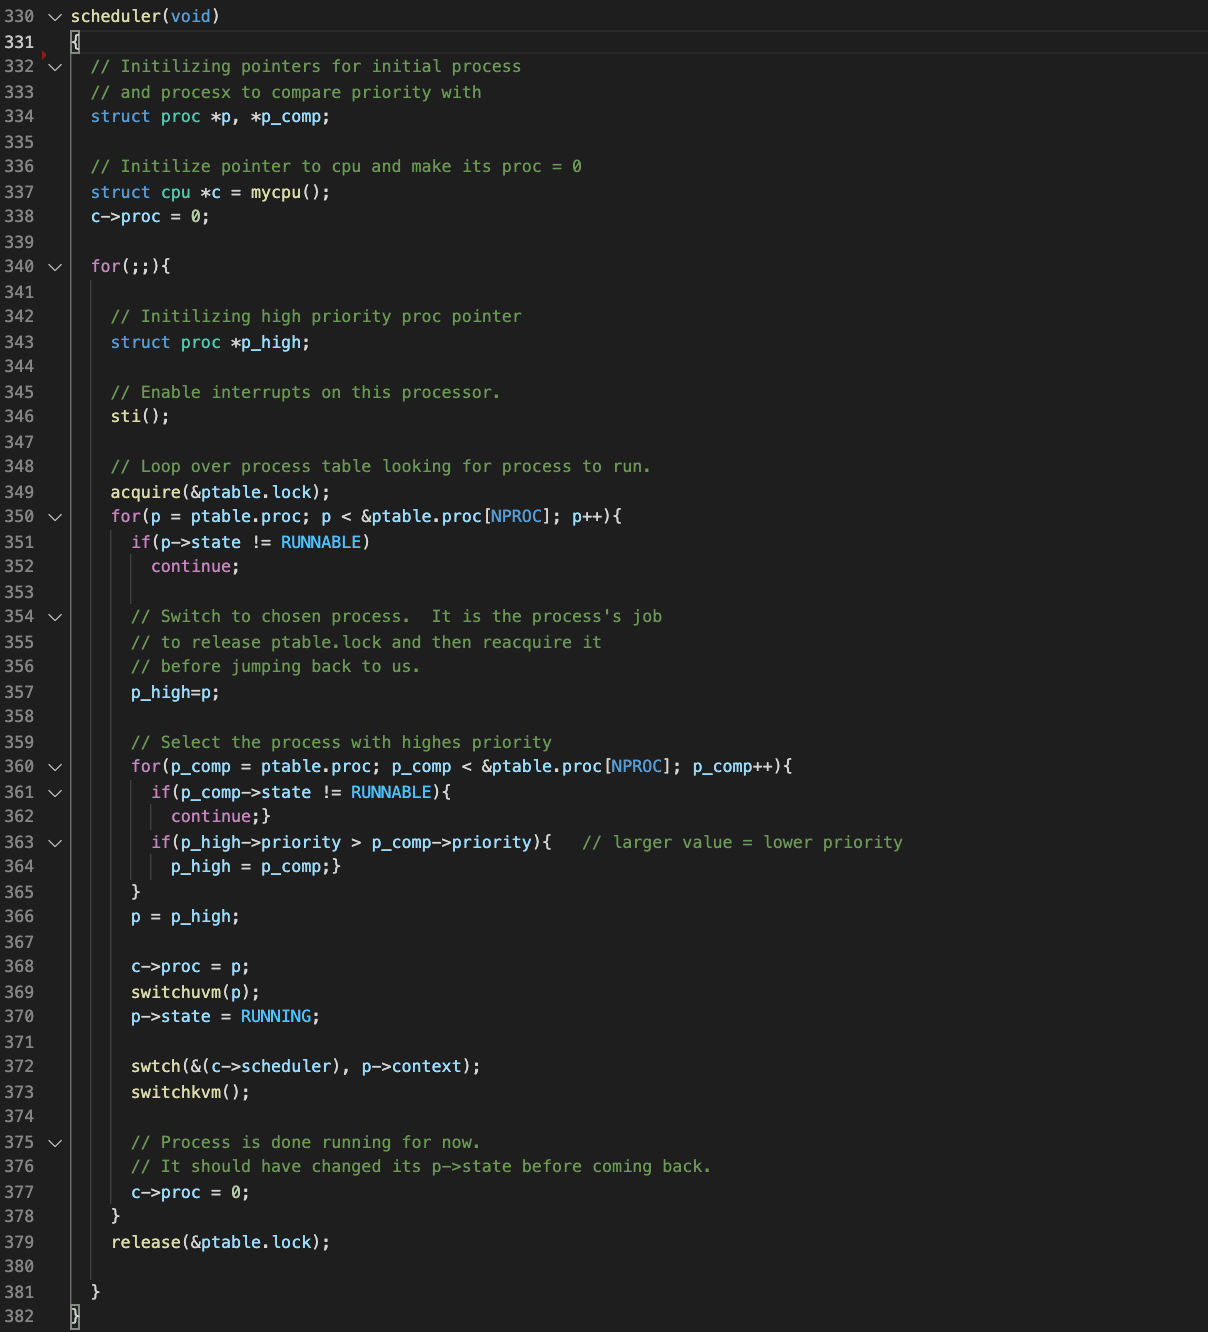 330 scheduler(void)
331 {
332   // Initilizing pointers for initial process
333   // and procesx to compare priority with
334   struct proc *p, *p_comp;
335
336   // Initilize pointer to cpu and make its proc = 0
337   struct cpu *c = mycpu();
338   c->proc = 0;
339
340   for(;;){
341
342     // Initilizing high priority proc pointer
343     struct proc *p_high;
344
345     // Enable interrupts on this processor.
346     sti();
347
348     // Loop over process table looking for process to run.
349     acquire(&ptable.lock);
350     for(p = ptable.proc; p < &ptable.proc[NPROC]; p++){
351       if(p->state != RUNNABLE)
352         continue;
353
354       // Switch to chosen process.  It is the process's job
355       // to release ptable.lock and then reacquire it
356       // before jumping back to us.
357       p_high=p;
358
359       // Select the process with highes priority
360       for(p_comp = ptable.proc; p_comp < &ptable.proc[NPROC]; p_comp++){
361         if(p_comp->state != RUNNABLE){
362           continue;}
363         if(p_high->priority > p_comp->priority){   // larger value = lower priority
364           p_high = p_comp;}
365       }
366       p = p_high;
367
368       c->proc = p;
369       switchuvm(p);
370       p->state = RUNNING;
371
372       swtch(&(c->scheduler), p->context);
373       switchkvm();
374
375       // Process is done running for now.
376       // It should have changed its p->state before coming back.
377       c->proc = 0;
378     }
379     release(&ptable.lock);
380
381   }
382 }